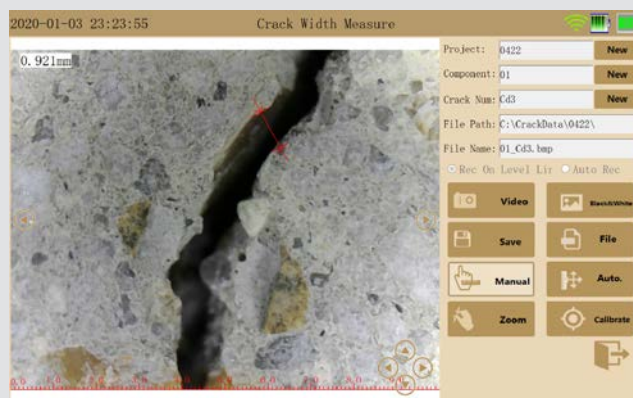 2020-01-03 23:23:55
Crack Width Measure
0.921mm
Project: 0422 New
Component: 01 New
Crack Num: Cd3 New
File Path: C:\CrackData\0422\
File Name: 01_Cd3.bmp
Rec On Level Lir Auto Rec
Video Black&White
Save File
Manual Auto.
Zoom Calibrate